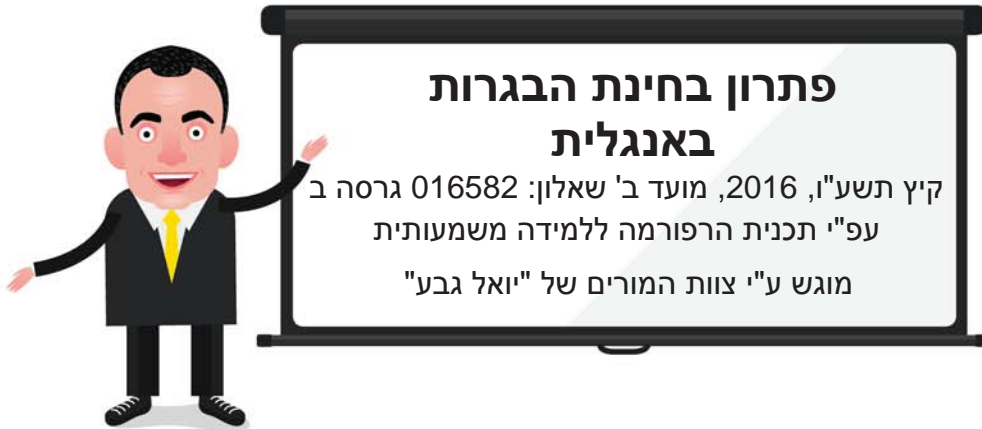 פתרון בחינת הבגרות
באנגלית
קיץ תשע"ו, 2016, מועד ב' שאלון: 016582 גרסה ב
עפ"י תכנית הרפורמה ללמידה משמעותית
מוגש ע"י צוות המורים של "יואל גבע"